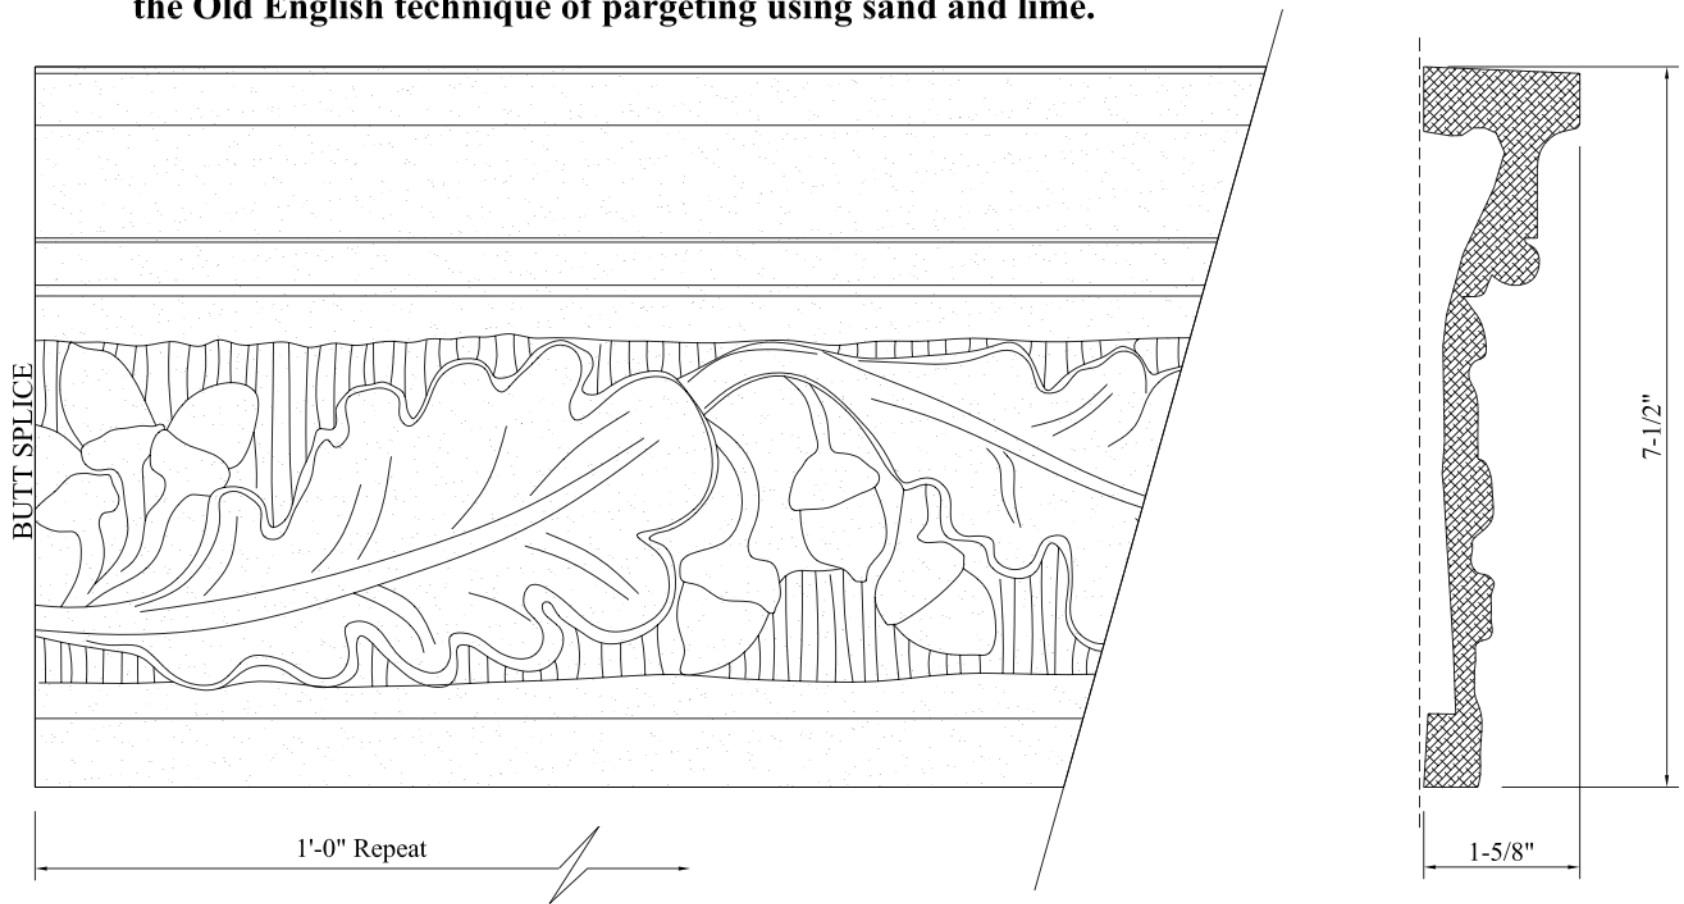 the Old English technique of pargeting using sand and lime.
BUTT SPLICE
7-1/2"
1'-0" Repeat
1-5/8"